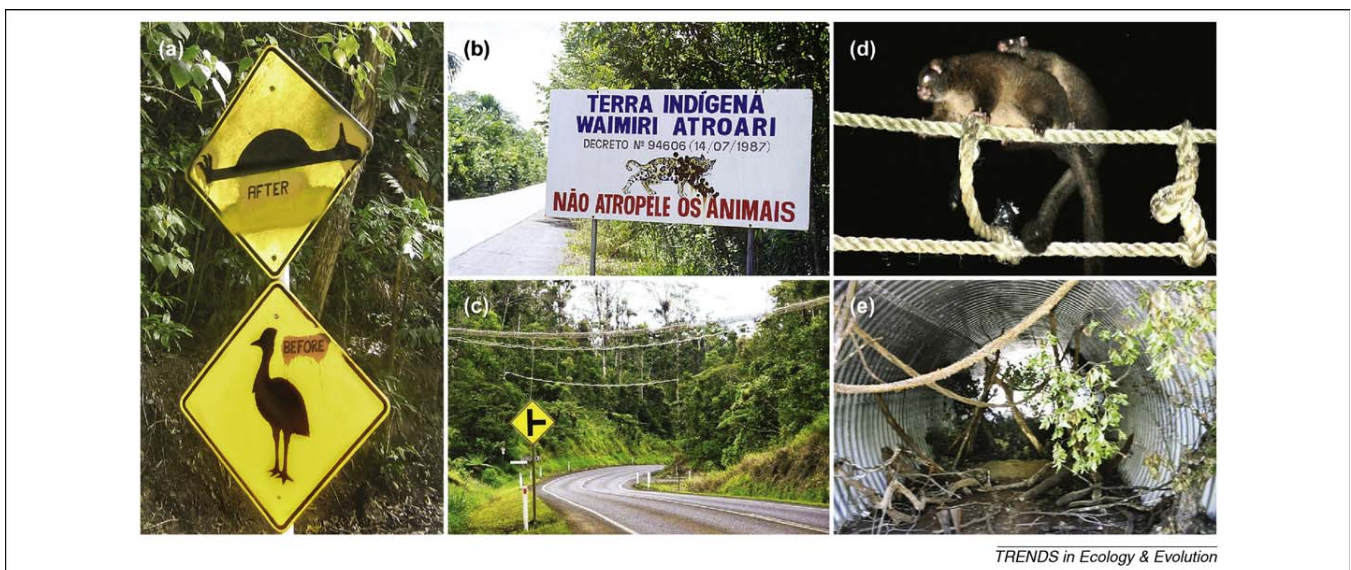 (a)
AFTER
BEFORE
(b)
TERRA INDÍGENA
WAIMIRI ATROARI
DECRETO Nº 94606 (14/07/1987)
NÃO ATROPELE OS ANIMAIS
(c)
(d)
(e)
TRENDS in Ecology & Evolution